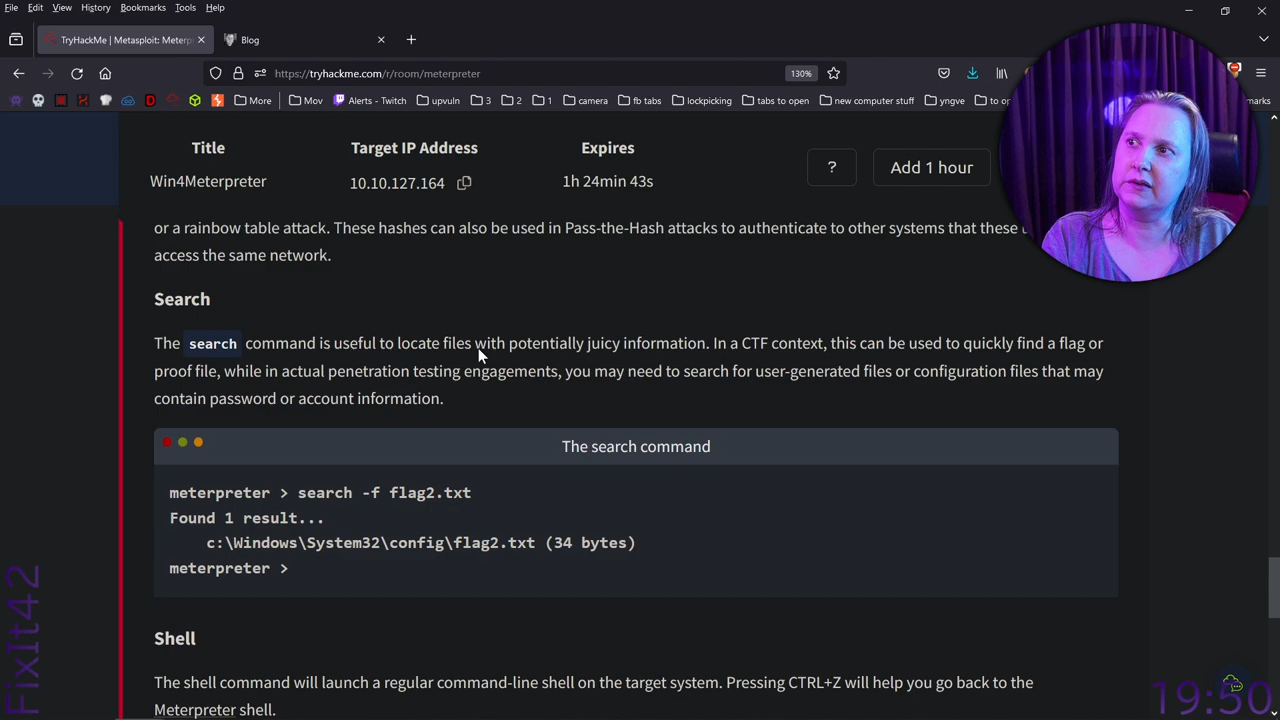 File Edit View History Bookmarks Tools Help
TryHackMe | Metasploit: Meterpr
Blog
https://tryhackme.com/r/room/meterpreter
130%
More
Mov
Alerts - Twitch
upvuln
3
2
1
camera
fb tabs
lockpicking
tabs to open
new computer stuff
yngve
Title
Target IP Address
Expires
Win4Meterpreter
10.10.127.164
1h 24min 43s
?
Add 1 hour
or a rainbow table attack. These hashes can also be used in Pass-the-Hash attacks to authenticate to other systems that these
access the same network.
Search
The search command is useful to locate files with potentially juicy information. In a CTF context, this can be used to quickly find a flag or
proof file, while in actual penetration testing engagements, you may need to search for user-generated files or configuration files that may
contain password or account information.
The search command
meterpreter > search -f flag2.txt
Found 1 result...
c:\Windows\System32\config\flag2.txt (34 bytes)
meterpreter >
Shell
The shell command will launch a regular command-line shell on the target system. Pressing CTRL+Z will help you go back to the
Meterpreter shell.
FixIt42
19:50